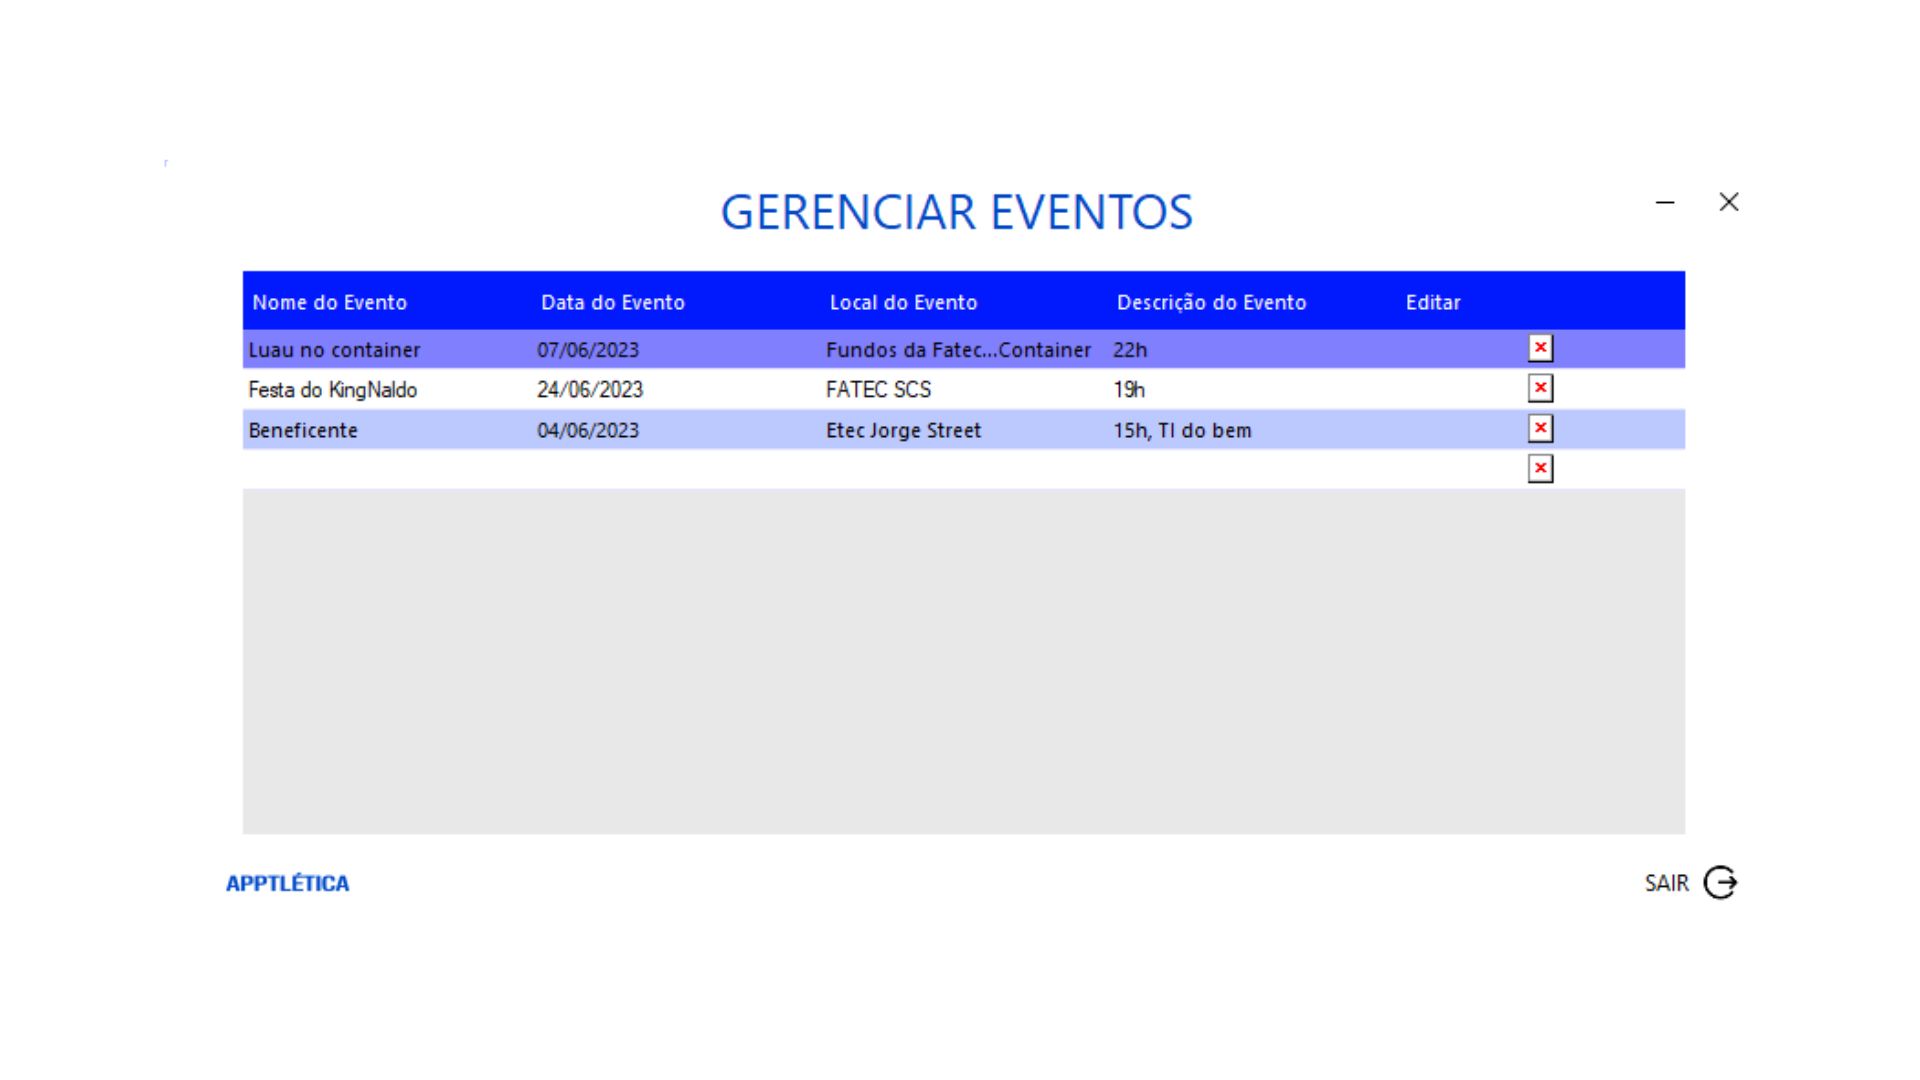 GERENCIAR EVENTOS
Nome do Evento Data do Evento Local do Evento Descrição do Evento Editar
Luau no container 07/06/2023 Fundos da Fatec...Container 22h
Festa do KingNaldo 24/06/2023 FATEC SCS 19h
Beneficente 04/06/2023 Etec Jorge Street 15h, TI do bem
APPTLÉTICA SAIR